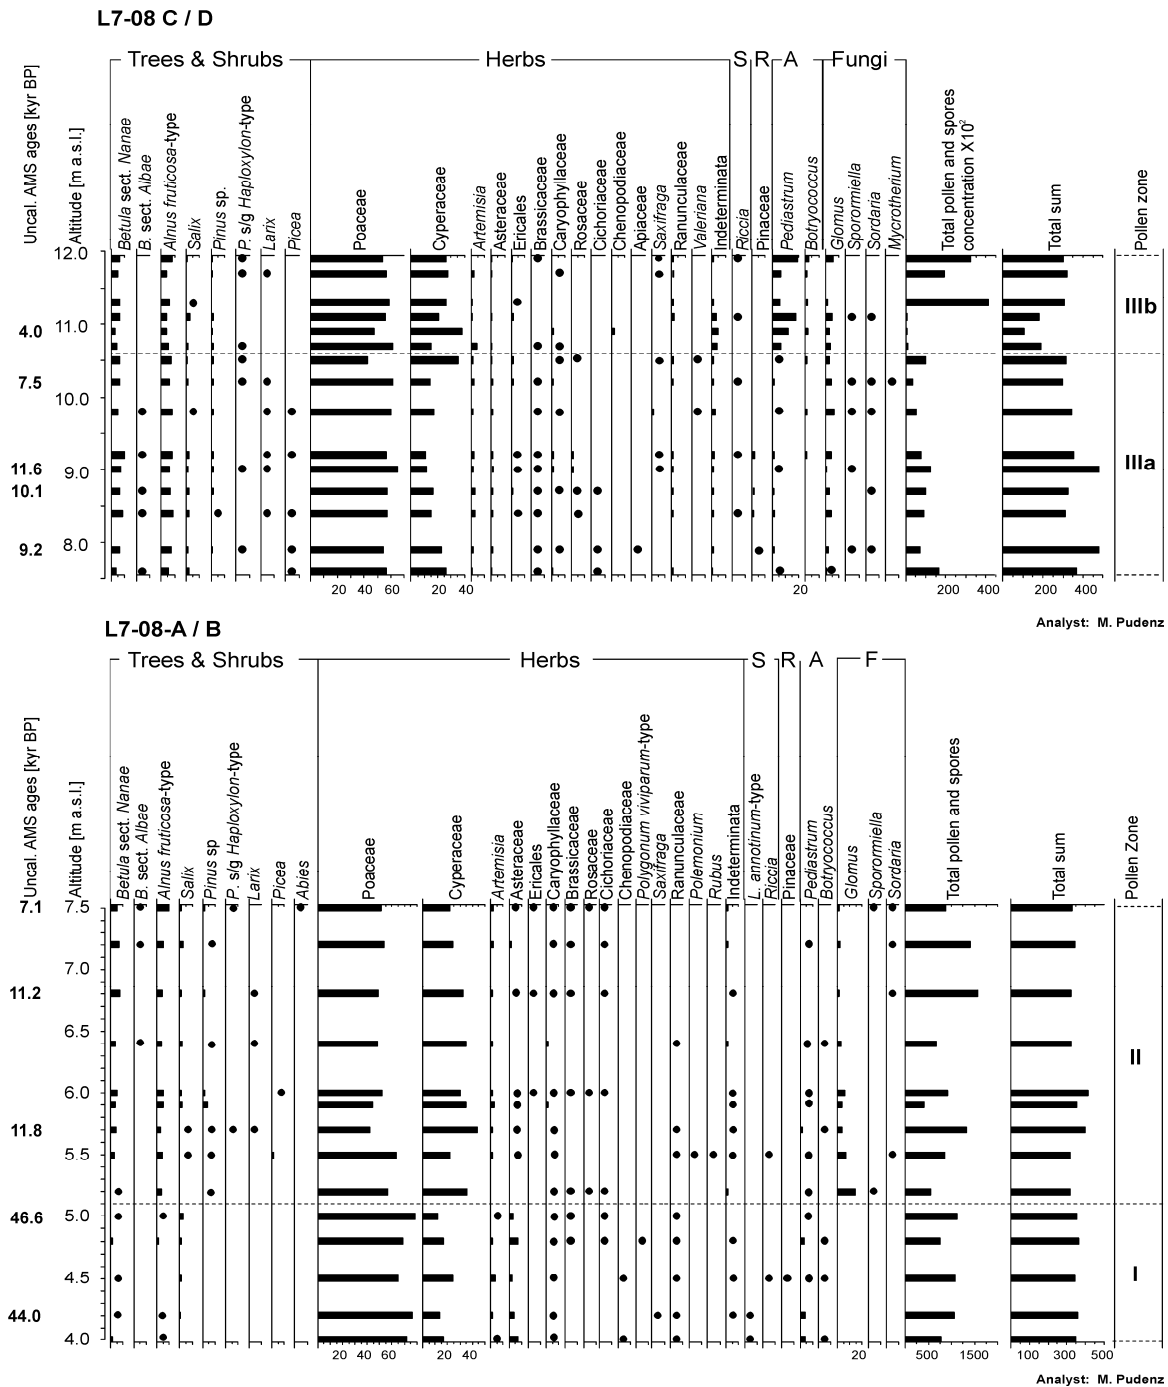 L7-08 C / D
Trees & Shrubs
Herbs
S
R
A
Fungi
Uncal. AMS ages [kyr BP]
Altitude [m a.s.l.]
Betula sect. Nanae
B. sect. Albae
Alnus fruticosa-type
Salix
Pinus sp.
P. s/g Haploxylon-type
Larix
Picea
Poaceae
Cyperaceae
Artemisia
Asteraceae
Ericales
Brassicaceae
Caryophyllaceae
Rosaceae
Cichoriaceae
Chenopodiaceae
Apiaceae
Saxifraga
Ranunculaceae
Valeriana
Indeterminata
Riccia
Pinaceae
Pediastrum
Botryococcus
Glomus
Sporormiella
Sordaria
Mycrotherium
Total pollen and spores
concentration X10²
Total sum
Pollen zone
12.0
11.0
10.0
9.0
8.0
4.0
7.5
11.6
10.1
9.2
IIIb
IIIa
20 40 60
20 40
20
200 400
200 400
Analyst: M. Pudenz
L7-08-A / B
Trees & Shrubs
Herbs
S
R
A
F
Uncal. AMS ages [kyr BP]
Altitude [m a.s.l.]
Betula sect. Nanae
B. sect. Albae
Alnus fruticosa-type
Salix
Pinus sp
P. s/g Haploxylon-type
Larix
Picea
Abies
Poaceae
Cyperaceae
Artemisia
Asteraceae
Ericales
Caryophyllaceae
Brassicaceae
Rosaceae
Cichoriaceae
Chenopodiaceae
Polygonum viviparum-type
Saxifraga
Ranunculaceae
Polemonium
Rubus
Indeterminata
L. annotinum-type
Riccia
Pinaceae
Pediastrum
Botryococcus
Glomus
Sporormiella
Sordaria
Total pollen and spores
Total sum
Pollen Zone
7.1
11.2
11.8
46.6
44.0
7.5
7.0
6.5
6.0
5.5
5.0
4.5
4.0
II
I
20 40 60
20 40
20
500 1500
100 300 500
Analyst: M. Pudenz